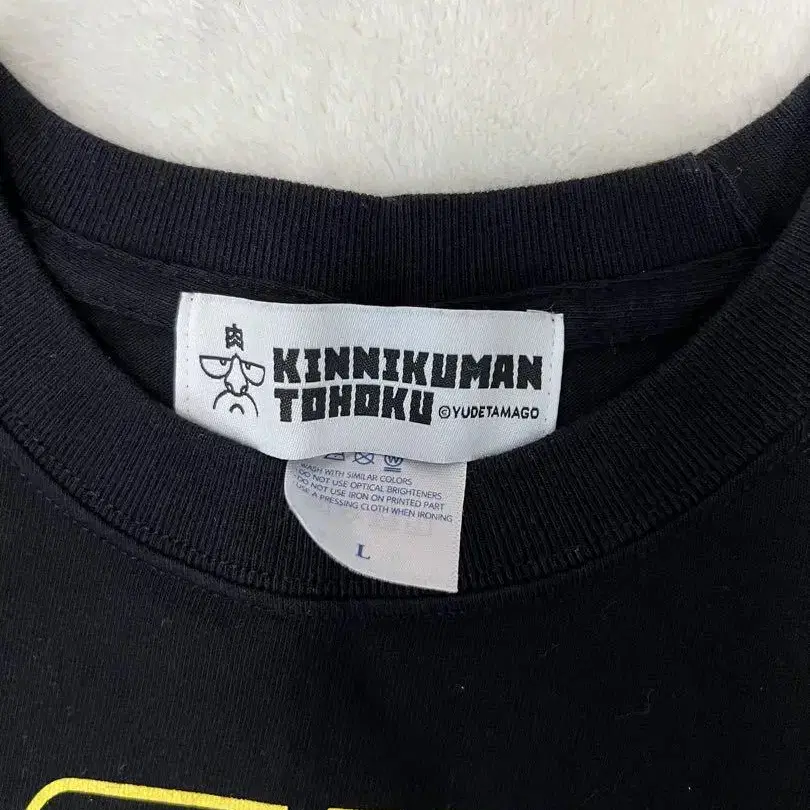 肉
KINNIKUMAN
TOHOKU ©YUDETAMAGO
WASH WITH SIMILAR COLORS
DO NOT USE OPTICAL BRIGHTENERS
DO NOT USE IRON ON PRINTED PART
USE A PRESSING CLOTH WHEN IRONING
L